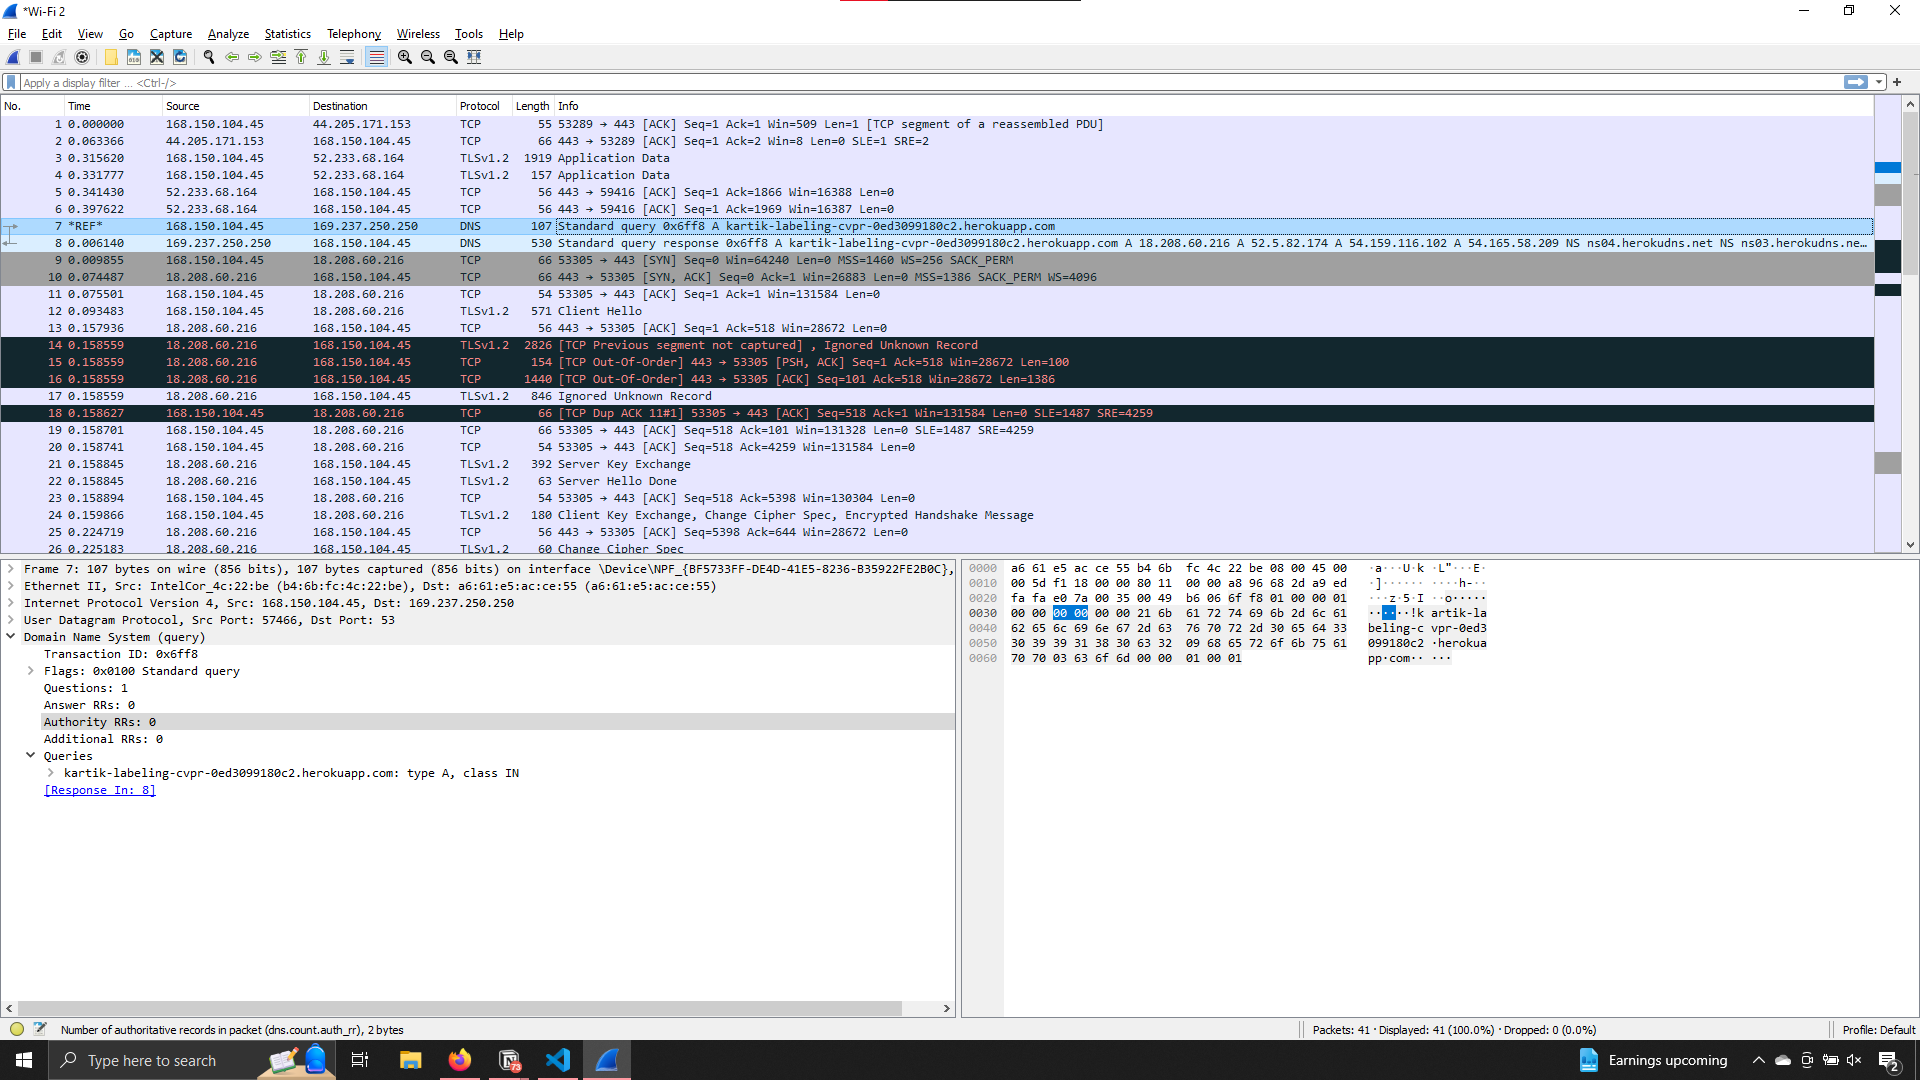 *Wi-Fi 2
File Edit View Go Capture Analyze Statistics Telephony Wireless Tools Help
Apply a display filter ... <Ctrl-/>
No. Time Source Destination Protocol Length Info
1 0.000000 168.150.104.45 44.205.171.153 TCP 55 53289 → 443 [ACK] Seq=1 Ack=1 Win=509 Len=1 [TCP segment of a reassembled PDU]
2 0.063366 44.205.171.153 168.150.104.45 TCP 66 443 → 53289 [ACK] Seq=1 Ack=2 Win=8 Len=0 SLE=1 SRE=2
3 0.315620 168.150.104.45 52.233.68.164 TLSv1.2 1919 Application Data
4 0.331777 168.150.104.45 52.233.68.164 TLSv1.2 157 Application Data
5 0.341430 52.233.68.164 168.150.104.45 TCP 56 443 → 59416 [ACK] Seq=1 Ack=1866 Win=16388 Len=0
6 0.397622 52.233.68.164 168.150.104.45 TCP 56 443 → 59416 [ACK] Seq=1 Ack=1969 Win=16387 Len=0
7 *REF* 168.150.104.45 169.237.250.250 DNS 107 Standard query 0x6ff8 A kartik-labeling-cvpr-0ed3099180c2.herokuapp.com
8 0.006140 169.237.250.250 168.150.104.45 DNS 530 Standard query response 0x6ff8 A kartik-labeling-cvpr-0ed3099180c2.herokuapp.com A 18.208.60.216 A 52.5.82.174 A 54.159.116.102 A 54.165.58.209 NS ns04.herokudns.net NS ns03.herokudns.ne…
9 0.009855 168.150.104.45 18.208.60.216 TCP 66 53305 → 443 [SYN] Seq=0 Win=64240 Len=0 MSS=1460 WS=256 SACK_PERM
10 0.074487 18.208.60.216 168.150.104.45 TCP 66 443 → 53305 [SYN, ACK] Seq=0 Ack=1 Win=26883 Len=0 MSS=1386 SACK_PERM WS=4096
11 0.075501 168.150.104.45 18.208.60.216 TCP 54 53305 → 443 [ACK] Seq=1 Ack=1 Win=131584 Len=0
12 0.093483 168.150.104.45 18.208.60.216 TLSv1.2 571 Client Hello
13 0.157936 18.208.60.216 168.150.104.45 TCP 56 443 → 53305 [ACK] Seq=1 Ack=518 Win=28672 Len=0
14 0.158559 18.208.60.216 168.150.104.45 TLSv1.2 2826 [TCP Previous segment not captured] , Ignored Unknown Record
15 0.158559 18.208.60.216 168.150.104.45 TCP 154 [TCP Out-Of-Order] 443 → 53305 [PSH, ACK] Seq=1 Ack=518 Win=28672 Len=100
16 0.158559 18.208.60.216 168.150.104.45 TCP 1440 [TCP Out-Of-Order] 443 → 53305 [ACK] Seq=101 Ack=518 Win=28672 Len=1386
17 0.158559 18.208.60.216 168.150.104.45 TLSv1.2 846 Ignored Unknown Record
18 0.158627 168.150.104.45 18.208.60.216 TCP 66 [TCP Dup ACK 11#1] 53305 → 443 [ACK] Seq=518 Ack=1 Win=131584 Len=0 SLE=1487 SRE=4259
19 0.158701 168.150.104.45 18.208.60.216 TCP 66 53305 → 443 [ACK] Seq=518 Ack=101 Win=131328 Len=0 SLE=1487 SRE=4259
20 0.158741 168.150.104.45 18.208.60.216 TCP 54 53305 → 443 [ACK] Seq=518 Ack=4259 Win=131584 Len=0
21 0.158845 18.208.60.216 168.150.104.45 TLSv1.2 392 Server Key Exchange
22 0.158845 18.208.60.216 168.150.104.45 TLSv1.2 63 Server Hello Done
23 0.158894 168.150.104.45 18.208.60.216 TCP 54 53305 → 443 [ACK] Seq=518 Ack=5398 Win=130304 Len=0
24 0.159866 168.150.104.45 18.208.60.216 TLSv1.2 180 Client Key Exchange, Change Cipher Spec, Encrypted Handshake Message
25 0.224719 18.208.60.216 168.150.104.45 TCP 56 443 → 53305 [ACK] Seq=5398 Ack=644 Win=28672 Len=0
26 0.225183 18.208.60.216 168.150.104.45 TLSv1.2 60 Change Cipher Spec
Frame 7: 107 bytes on wire (856 bits), 107 bytes captured (856 bits) on interface \Device\NPF_{BF5733FF-DE4D-41E5-8236-B35922FE2B0C},
Ethernet II, Src: IntelCor_4c:22:be (b4:6b:fc:4c:22:be), Dst: a6:61:e5:ac:ce:55 (a6:61:e5:ac:ce:55)
Internet Protocol Version 4, Src: 168.150.104.45, Dst: 169.237.250.250
User Datagram Protocol, Src Port: 57466, Dst Port: 53
Domain Name System (query)
Transaction ID: 0x6ff8
Flags: 0x0100 Standard query
Questions: 1
Answer RRs: 0
Authority RRs: 0
Additional RRs: 0
Queries
kartik-labeling-cvpr-0ed3099180c2.herokuapp.com: type A, class IN
[Response In: 8]
0000 a6 61 e5 ac ce 55 b4 6b fc 4c 22 be 08 00 45 00 ·a···U·k ·L"···E·
0010 00 5d f1 18 00 00 80 11 00 00 a8 96 68 2d a9 ed ·]······ ····h-··
0020 fa fa e0 7a 00 35 00 49 b6 06 6f f8 01 00 00 01 ···z·5·I ··o·····
0030 00 00 00 00 00 00 21 6b 61 72 74 69 6b 2d 6c 61 ······!k artik-la
0040 62 65 6c 69 6e 67 2d 63 76 70 72 2d 30 65 64 33 beling-c vpr-0ed3
0050 30 39 39 31 38 30 63 32 09 68 65 72 6f 6b 75 61 099180c2 ·herokua
0060 70 70 03 63 6f 6d 00 00 01 00 01 pp·com·· ···
Number of authoritative records in packet (dns.count.auth_rr), 2 bytes
Packets: 41 · Displayed: 41 (100.0%) · Dropped: 0 (0.0%)
Profile: Default
Type here to search
73
Earnings upcoming
2